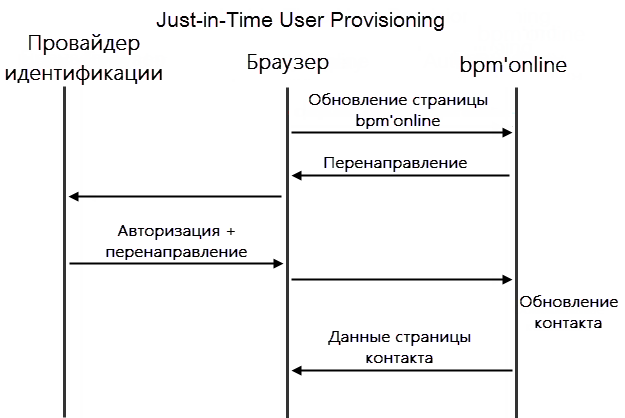 Just-in-Time User Provisioning
Провайдер
идентификации
Браузер
bpm'online
Обновление страницы
bpm'online
Перенаправление
Авторизация +
перенаправление
Обновление
контакта
Данные страницы
контакта